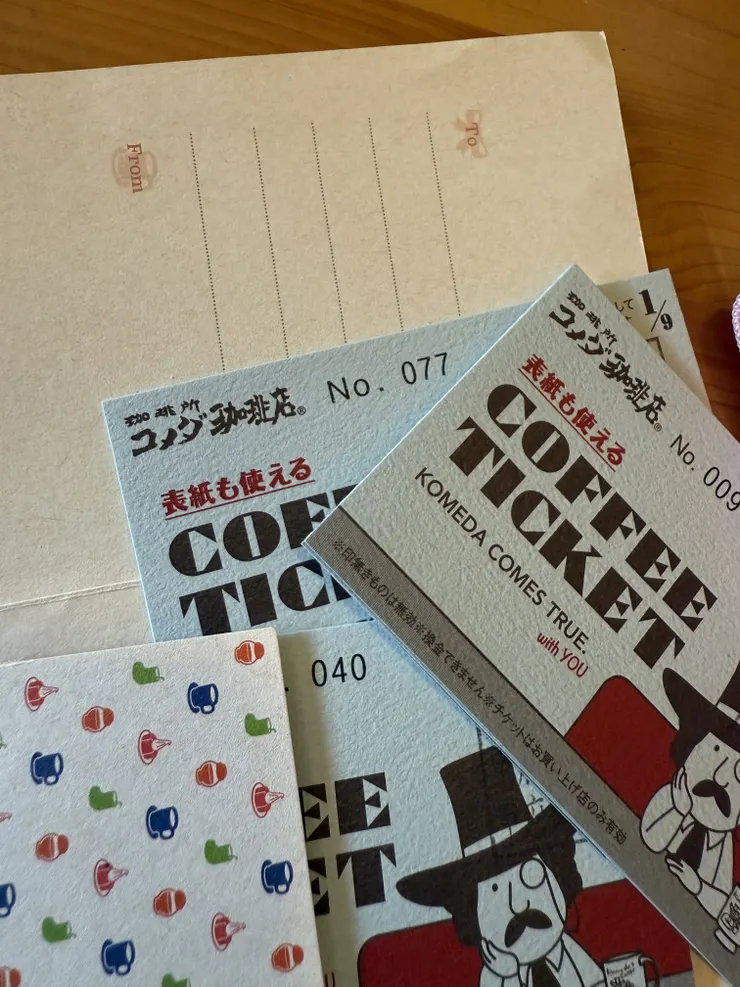 From
To
珈琲所
コメダ珈琲店®
No. 077
表紙も使える
珈琲所
コメダ珈琲店®
No. 009
表紙も使える
COFFEE
TICKET
KOMEDA COMES TRUE.
with YOU
※印無きものは無効※換金できません※チケットはお買い上げ店のみ有効
して
1/9
040